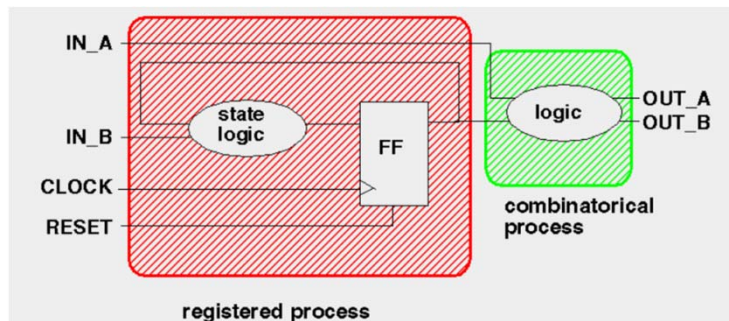 IN_A
state
logic
IN_B
FF
CLOCK
RESET
logic
OUT_A
OUT_B
combinatorical
process
registered process